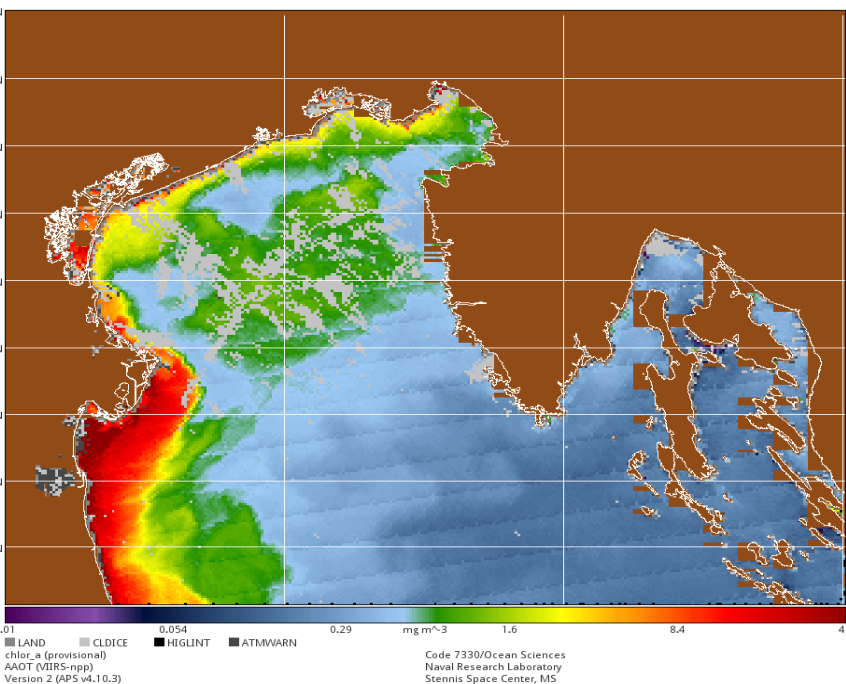 .01 0.054 0.29 mg m^-3 1.6 8.4 4
LAND CLDICE HIGLINT ATMWARN
chlor_a (provisional)
AAOT (VIIRS-npp)
Version 2 (APS v4.10.3)
Code 7330/Ocean Sciences
Naval Research Laboratory
Stennis Space Center, MS